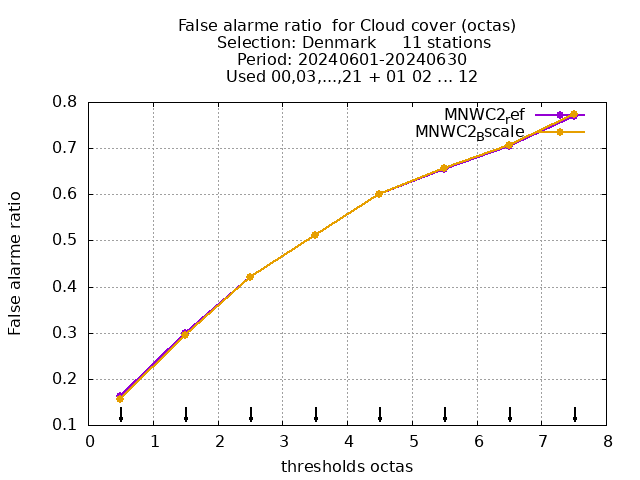 False alarme ratio  for Cloud cover (octas)
Selection: Denmark     11 stations
Period: 20240601-20240630
Used 00,03,...,21 + 01 02 ... 12
MNWC2ref
MNWC2Bscale
0.8
0.7
0.6
0.5
0.4
0.3
0.2
0.1
False alarme ratio
0 1 2 3 4 5 6 7 8
thresholds octas